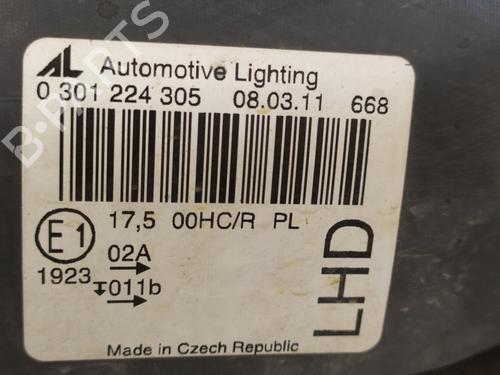 AL Automotive Lighting
0 301 224 305 08.03.11 668
17,5 00HC/R PL
E1 02A
1923 011b
LHD
Made in Czech Republic
B-PARTS